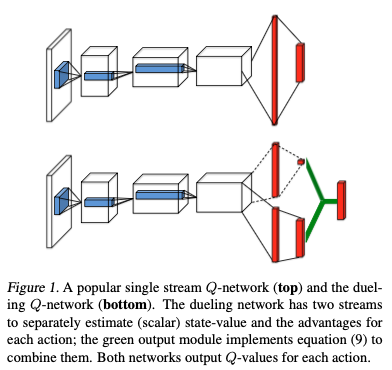 Figure 1. A popular single stream Q-network (top) and the duel-
ing Q-network (bottom). The dueling network has two streams
to separately estimate (scalar) state-value and the advantages for
each action; the green output module implements equation (9) to
combine them. Both networks output Q-values for each action.